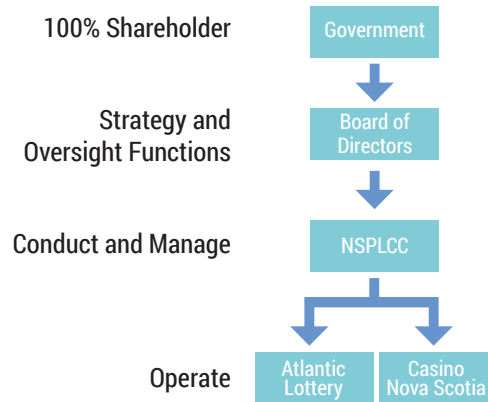 100% Shareholder
Government
Strategy and
Oversight Functions
Board of
Directors
Conduct and Manage
NSPLCC
Operate
Atlantic
Lottery
Casino
Nova Scotia